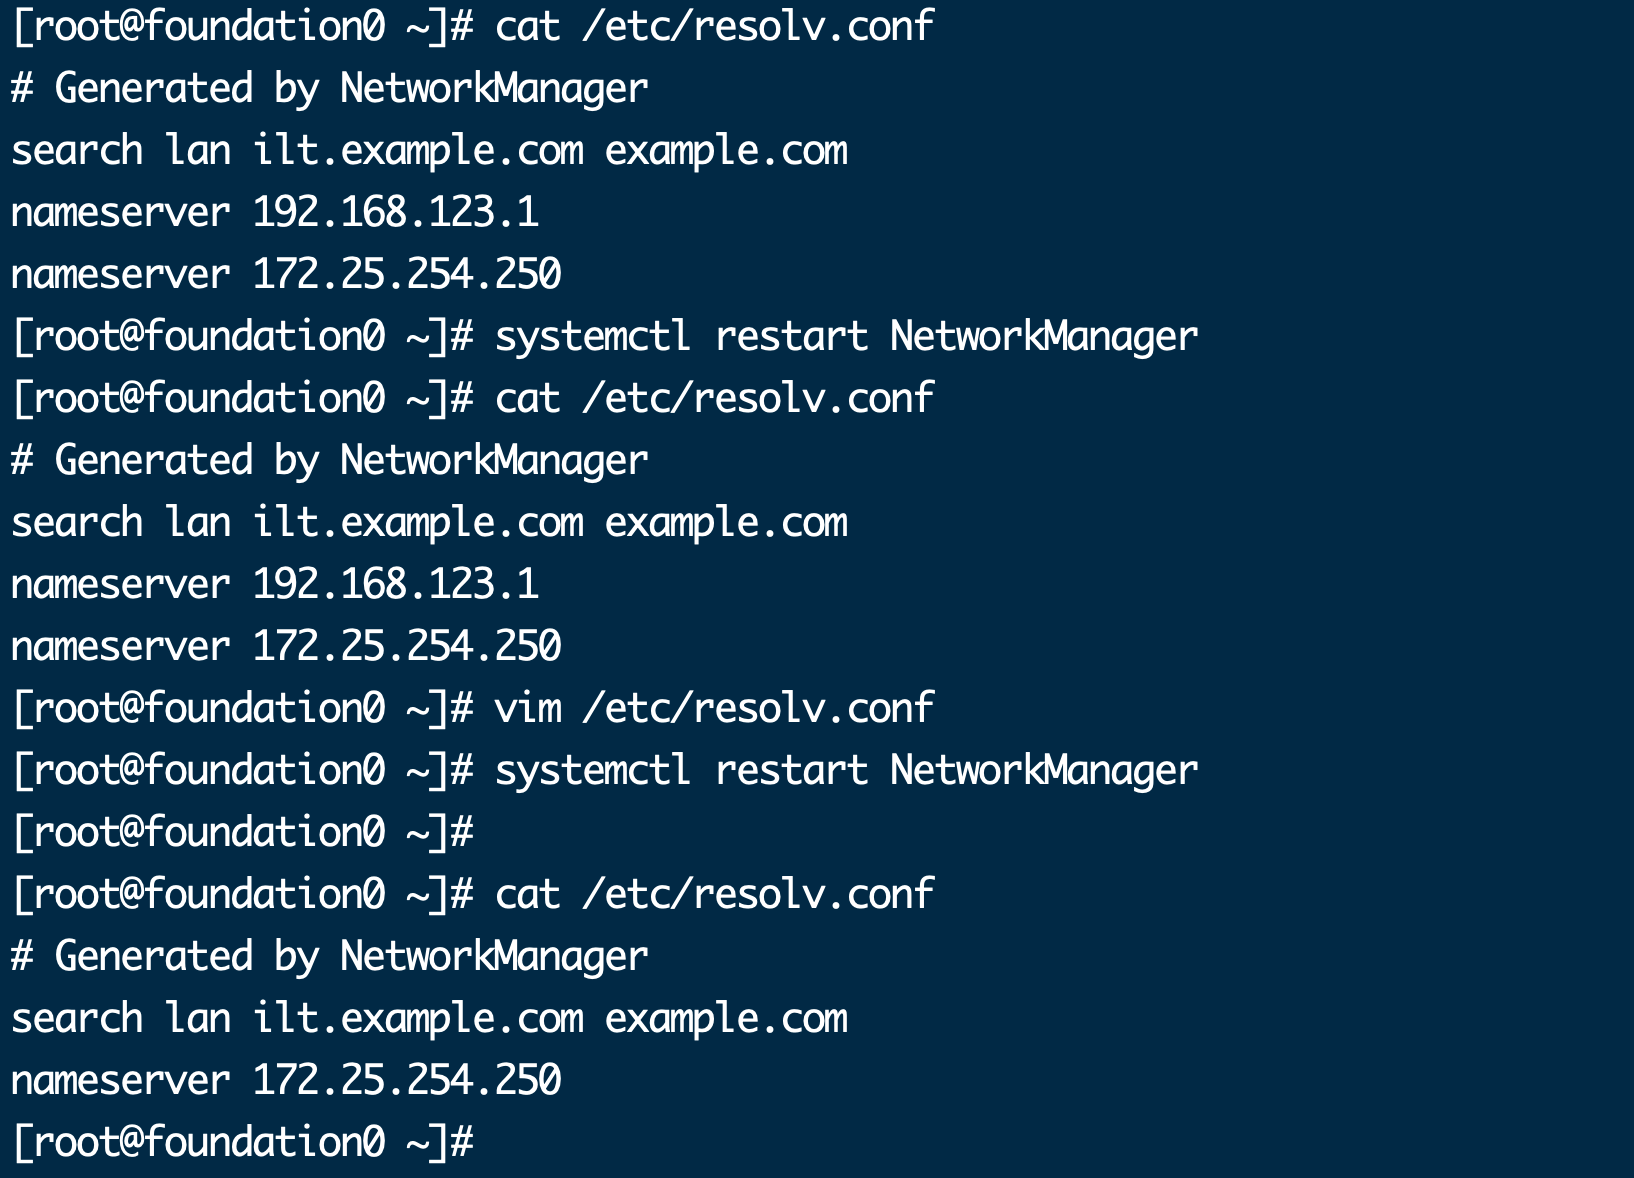 [root@foundation0 ~]# cat /etc/resolv.conf
# Generated by NetworkManager
search lan ilt.example.com example.com
nameserver 192.168.123.1
nameserver 172.25.254.250
[root@foundation0 ~]# systemctl restart NetworkManager
[root@foundation0 ~]# cat /etc/resolv.conf
# Generated by NetworkManager
search lan ilt.example.com example.com
nameserver 192.168.123.1
nameserver 172.25.254.250
[root@foundation0 ~]# vim /etc/resolv.conf
[root@foundation0 ~]# systemctl restart NetworkManager
[root@foundation0 ~]#
[root@foundation0 ~]# cat /etc/resolv.conf
# Generated by NetworkManager
search lan ilt.example.com example.com
nameserver 172.25.254.250
[root@foundation0 ~]#